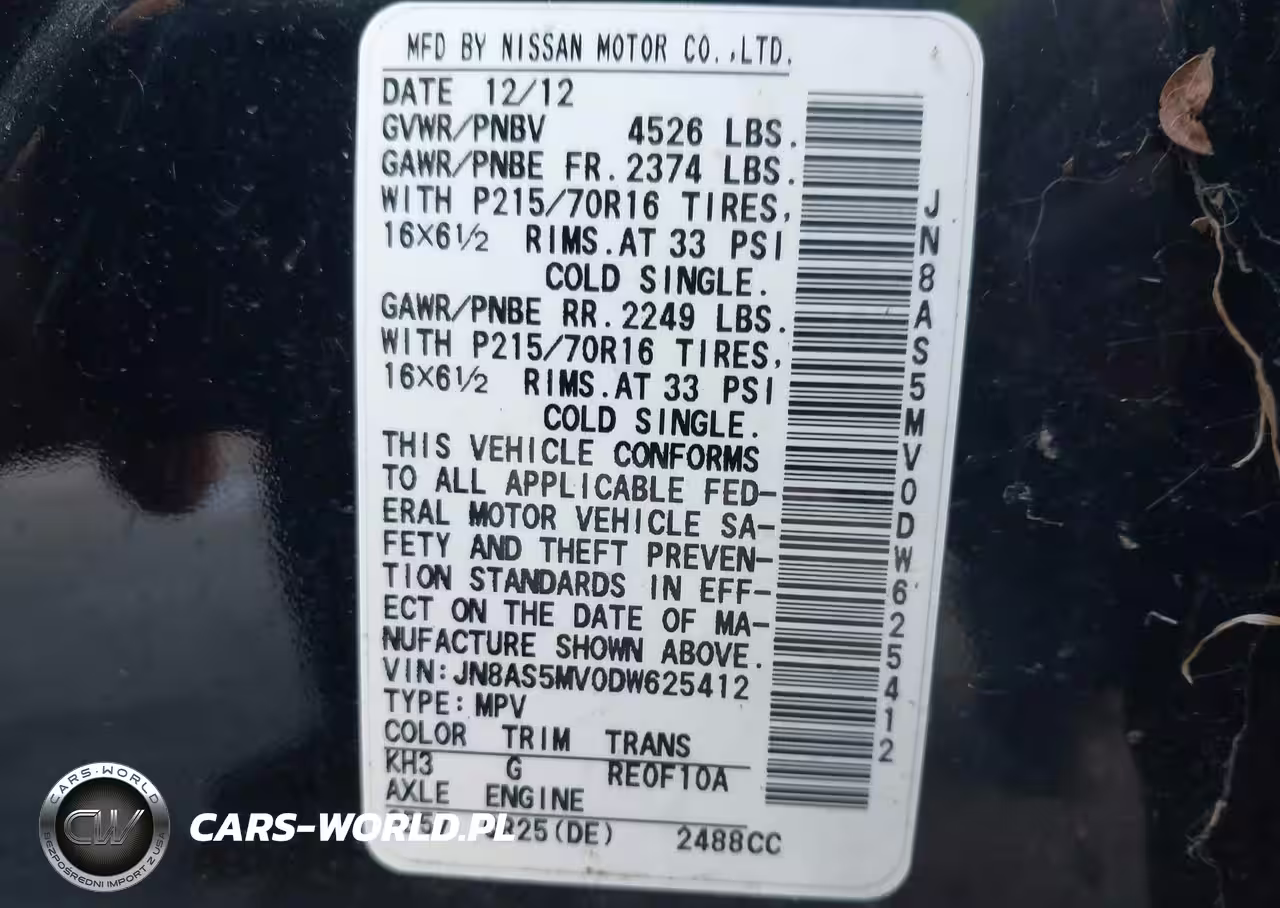 MFD BY NISSAN MOTOR CO.,LTD.
DATE 12/12
GVWR/PNBV 4526 LBS.
GAWR/PNBE FR. 2374 LBS.
WITH P215/70R16 TIRES,
16X6½ RIMS.AT 33 PSI
COLD SINGLE.
GAWR/PNBE RR. 2249 LBS.
WITH P215/70R16 TIRES,
16X6½ RIMS.AT 33 PSI
COLD SINGLE.
THIS VEHICLE CONFORMS
TO ALL APPLICABLE FED-
ERAL MOTOR VEHICLE SA-
FETY AND THEFT PREVEN-
TION STANDARDS IN EFF-
ECT ON THE DATE OF MA-
NUFACTURE SHOWN ABOVE.
VIN:JN8AS5MV0DW625412
TYPE:MPV
COLOR TRIM TRANS
KH3 G RE0F10A
AXLE ENGINE
2488CC
JN8AS5MV0DW625412
CARS-WORLD
CW
BEZPOŚREDNI IMPORT Z USA
CARS-WORLD.PL